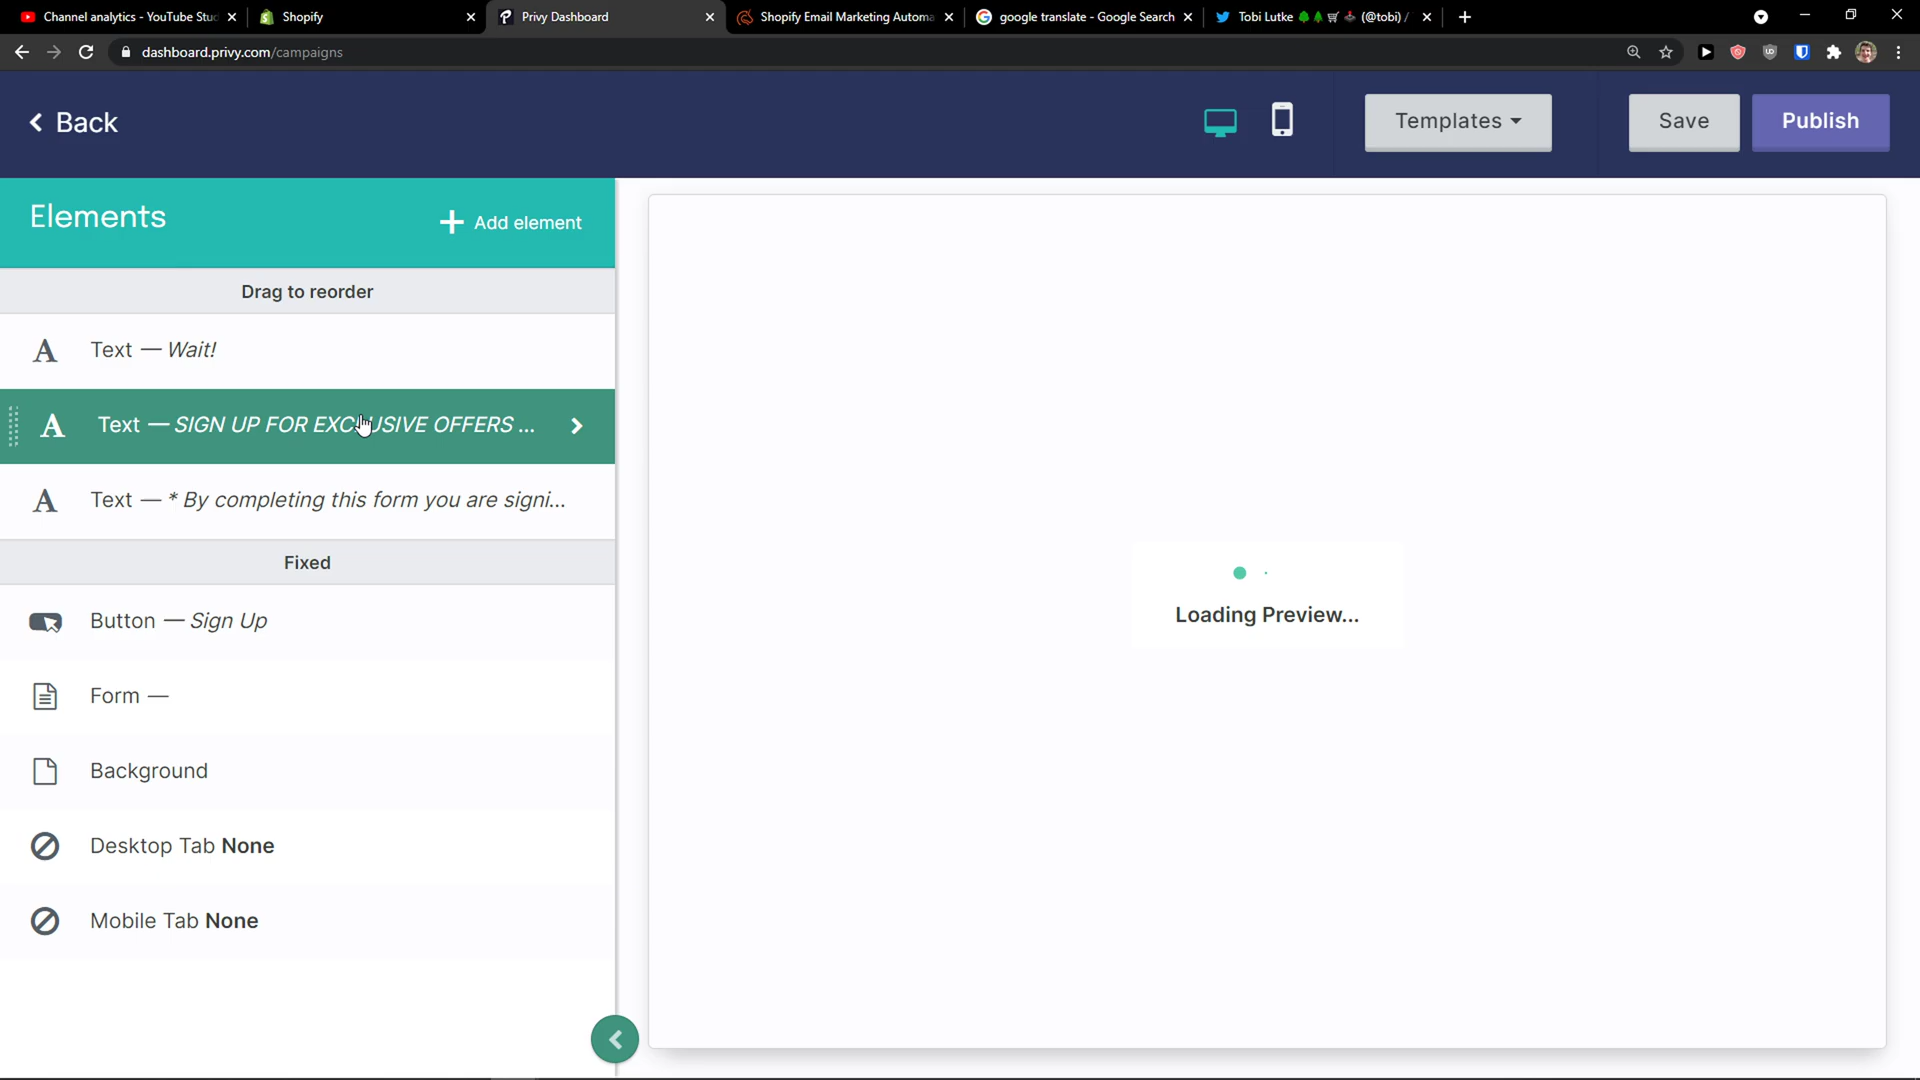 Channel analytics - YouTube Stu
Shopify
Privy Dashboard
Shopify Email Marketing Automa
google translate - Google Search
Tobi Lutke (@tobi) /
dashboard.privy.com/campaigns
Back
Templates
Save
Publish
Elements
Add element
Drag to reorder
Text — Wait!
Text — SIGN UP FOR EXCLUSIVE OFFERS ...
Text — * By completing this form you are signi...
Fixed
Button — Sign Up
Form —
Background
Desktop Tab None
Mobile Tab None
Loading Preview...